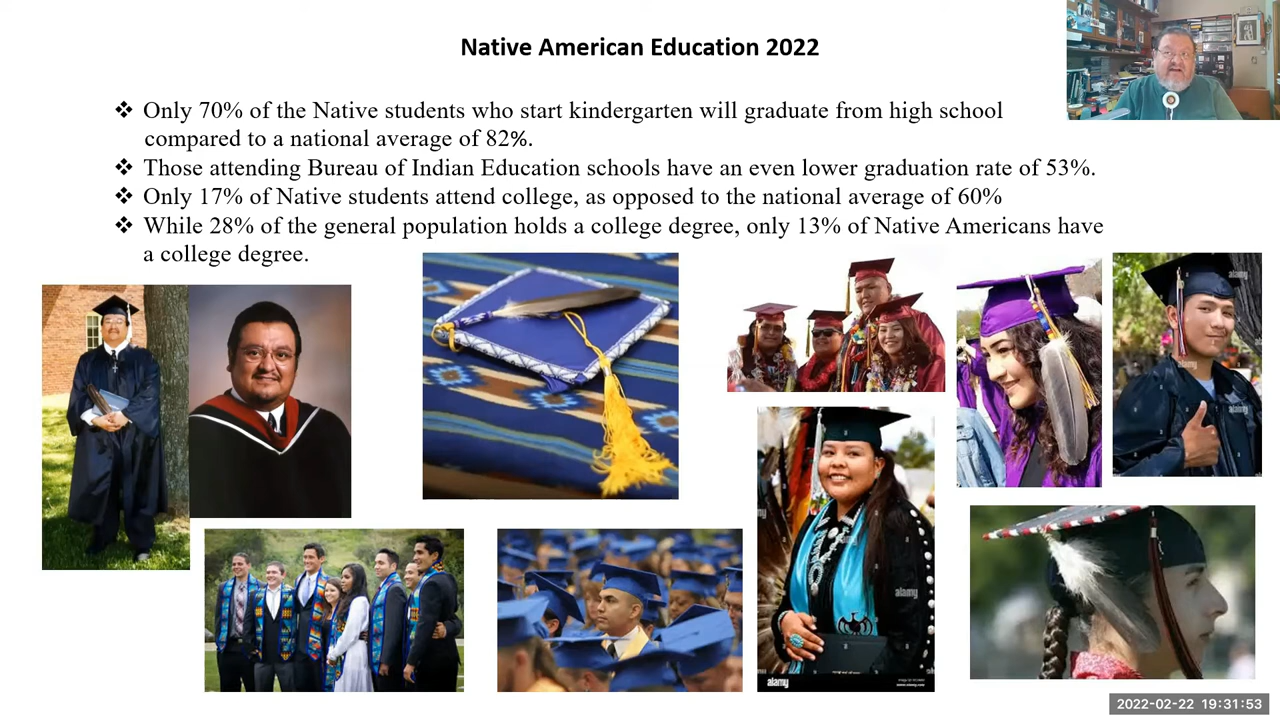 Native American Education 2022
❖ Only 70% of the Native students who start kindergarten will graduate from high school
compared to a national average of 82%.
❖ Those attending Bureau of Indian Education schools have an even lower graduation rate of 53%.
❖ Only 17% of Native students attend college, as opposed to the national average of 60%
❖ While 28% of the general population holds a college degree, only 13% of Native Americans have
a college degree.
alamy
alamy
alamy
alamy
alamy
2022-02-22 19:31:53